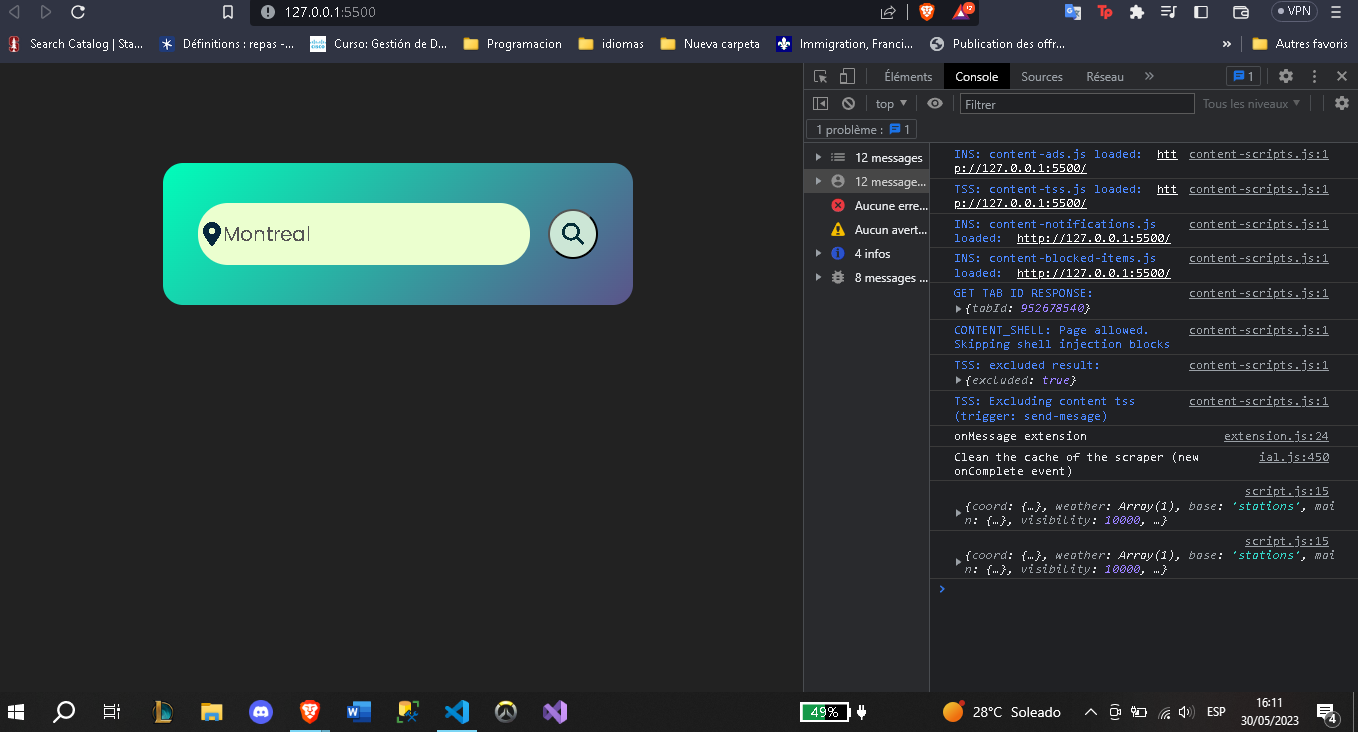 127.0.0.1:5500
17
VPN
Search Catalog | Sta...
Définitions : repas -...
Curso: Gestión de D...
Programacion
idiomas
Nueva carpeta
Immigration, Franci...
Publication des offr...
»
Autres favoris
Éléments
Console
Sources
Réseau
»
1
top
Filtrer
Tous les niveaux
1 problème :
1
12 messages
12 message...
Aucune erre...
Aucun avert...
4 infos
8 messages ...
Montreal
INS: content-ads.js loaded: htt content-scripts.js:1
p://127.0.0.1:5500/
TSS: content-tss.js loaded: htt content-scripts.js:1
p://127.0.0.1:5500/
INS: content-notifications.js content-scripts.js:1
loaded: http://127.0.0.1:5500/
INS: content-blocked-items.js content-scripts.js:1
loaded: http://127.0.0.1:5500/
GET TAB ID RESPONSE: content-scripts.js:1
{tabId: 952678540}
CONTENT_SHELL: Page allowed. content-scripts.js:1
Skipping shell injection blocks
TSS: excluded result: content-scripts.js:1
{excluded: true}
TSS: Excluding content tss content-scripts.js:1
(trigger: send-mesage)
onMessage extension extension.js:24
Clean the cache of the scraper (new ial.js:450
onComplete event)
script.js:15
{coord: {…}, weather: Array(1), base: 'stations', mai
n: {…}, visibility: 10000, …}
script.js:15
{coord: {…}, weather: Array(1), base: 'stations', mai
n: {…}, visibility: 10000, …}
49%
28°C Soleado
ESP
16:11
30/05/2023
4